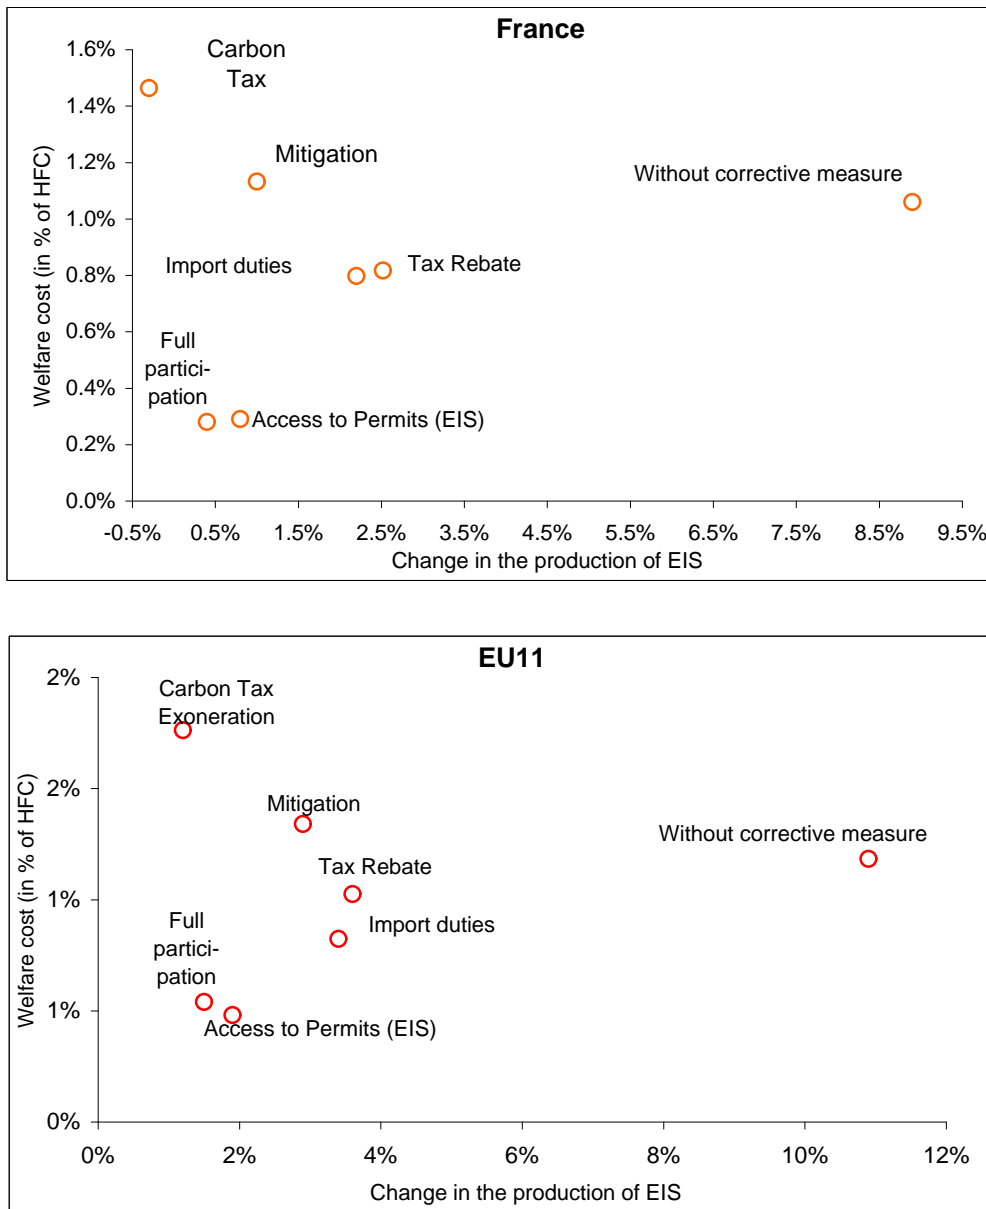 France
Carbon
Tax
Mitigation
Without corrective measure
Import duties
Tax Rebate
Full
partici-
pation
Access to Permits (EIS)
Welfare cost (in % of HFC)
1.6%
1.4%
1.2%
1.0%
0.8%
0.6%
0.4%
0.2%
0.0%
-0.5% 0.5% 1.5% 2.5% 3.5% 4.5% 5.5% 6.5% 7.5% 8.5% 9.5%
Change in the production of EIS
EU11
Carbon Tax
Exoneration
Mitigation
Without corrective measure
Tax Rebate
Import duties
Full
partici-
pation
Access to Permits (EIS)
Welfare cost (in % of HFC)
2%
2%
1%
1%
0%
0% 2% 4% 6% 8% 10% 12%
Change in the production of EIS